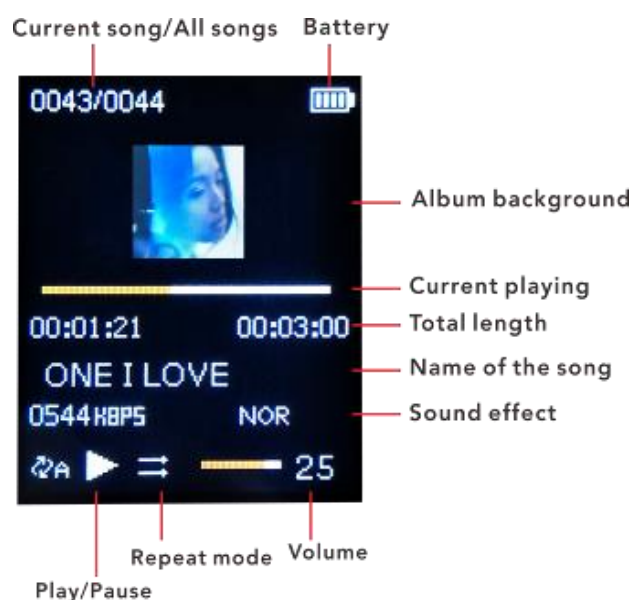 Current song/All songs Battery
0043/0044
Album background
Current playing
00:01:21 00:03:00 Total length
ONE I LOVE Name of the song
0544 KBPS NOR Sound effect
A 25
Repeat mode Volume
Play/Pause